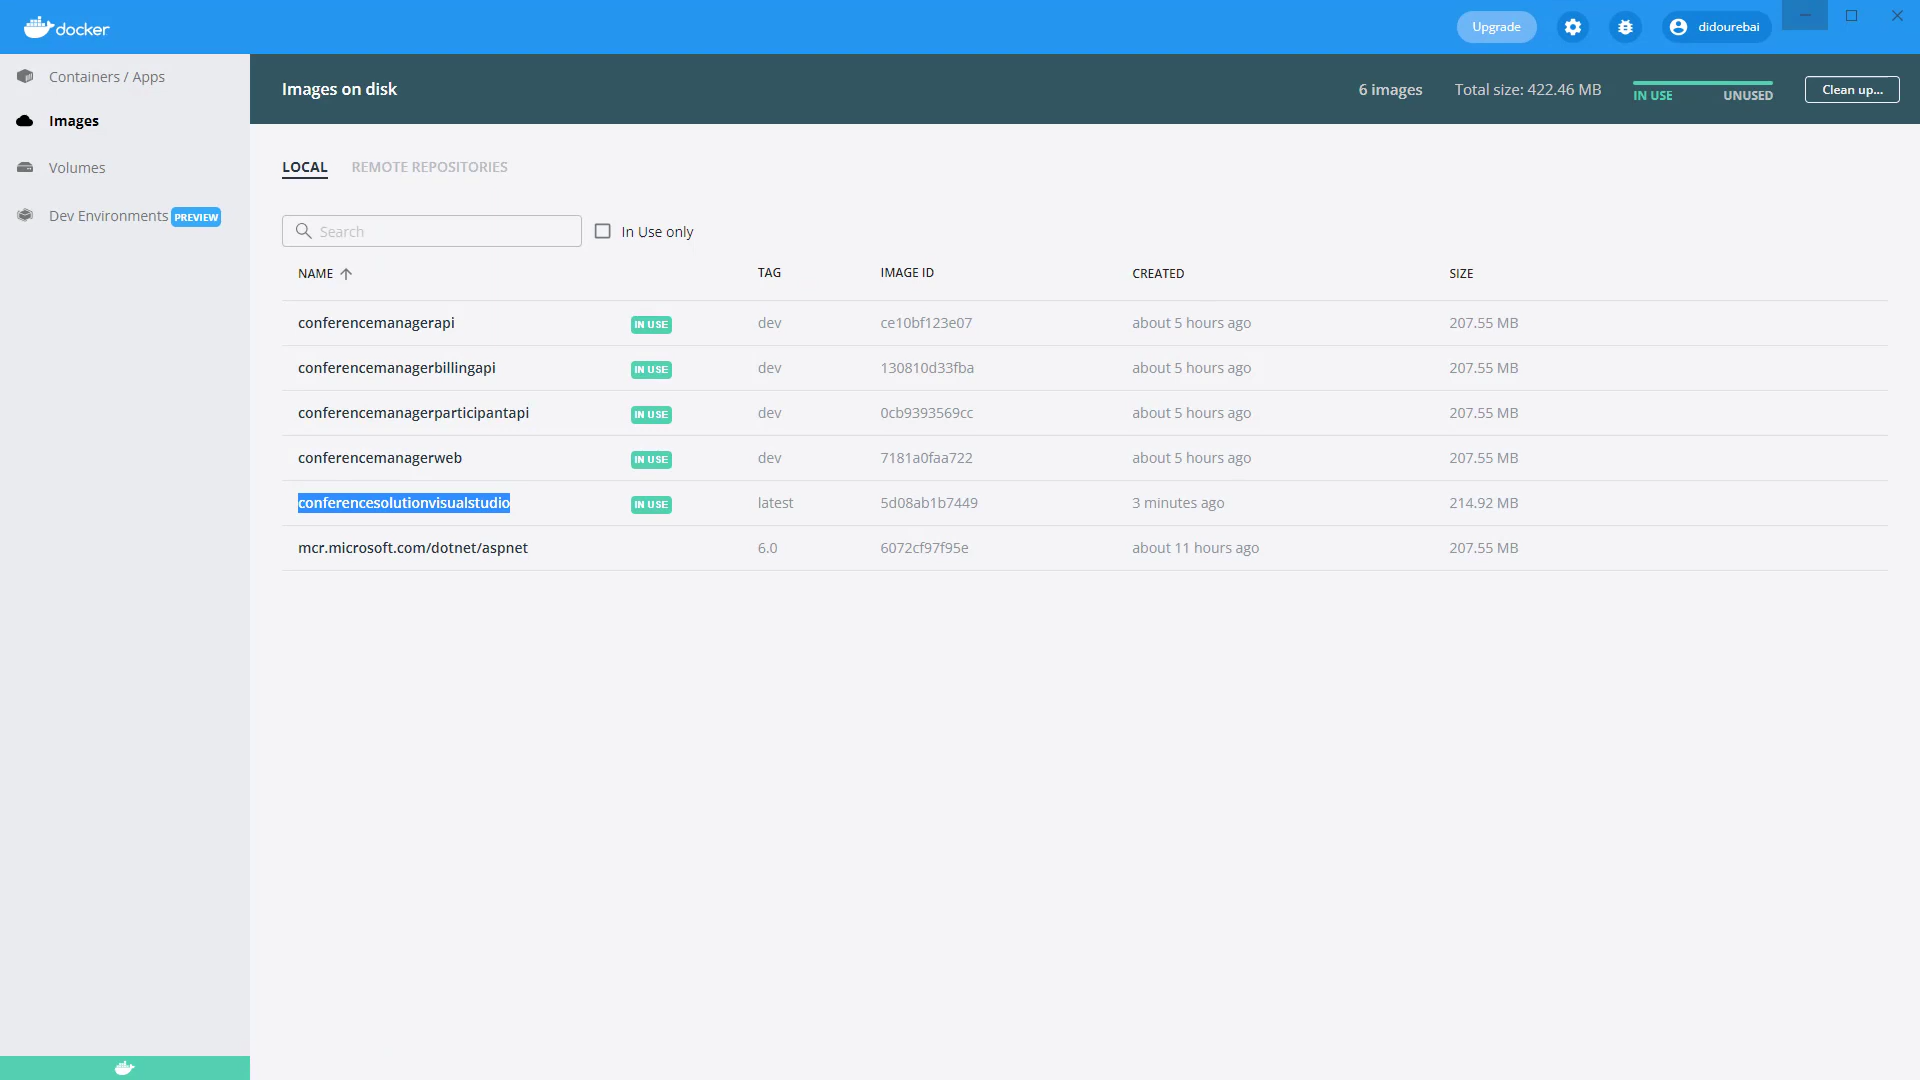 docker
Upgrade
didourebai
Containers / Apps
Images
Volumes
Dev Environments PREVIEW
Images on disk
6 images
Total size: 422.46 MB
IN USE
UNUSED
Clean up...
LOCAL
REMOTE REPOSITORIES
Search
In Use only
NAME TAG IMAGE ID CREATED SIZE
conferencemanagerapi IN USE dev ce10bf123e07 about 5 hours ago 207.55 MB
conferencemanagerbillingapi IN USE dev 130810d33fba about 5 hours ago 207.55 MB
conferencemanagerparticipantapi IN USE dev 0cb9393569cc about 5 hours ago 207.55 MB
conferencemanagerweb IN USE dev 7181a0faa722 about 5 hours ago 207.55 MB
conferencesolutionvisualstudio IN USE latest 5d08ab1b7449 3 minutes ago 214.92 MB
mcr.microsoft.com/dotnet/aspnet 6.0 6072cf97f95e about 11 hours ago 207.55 MB